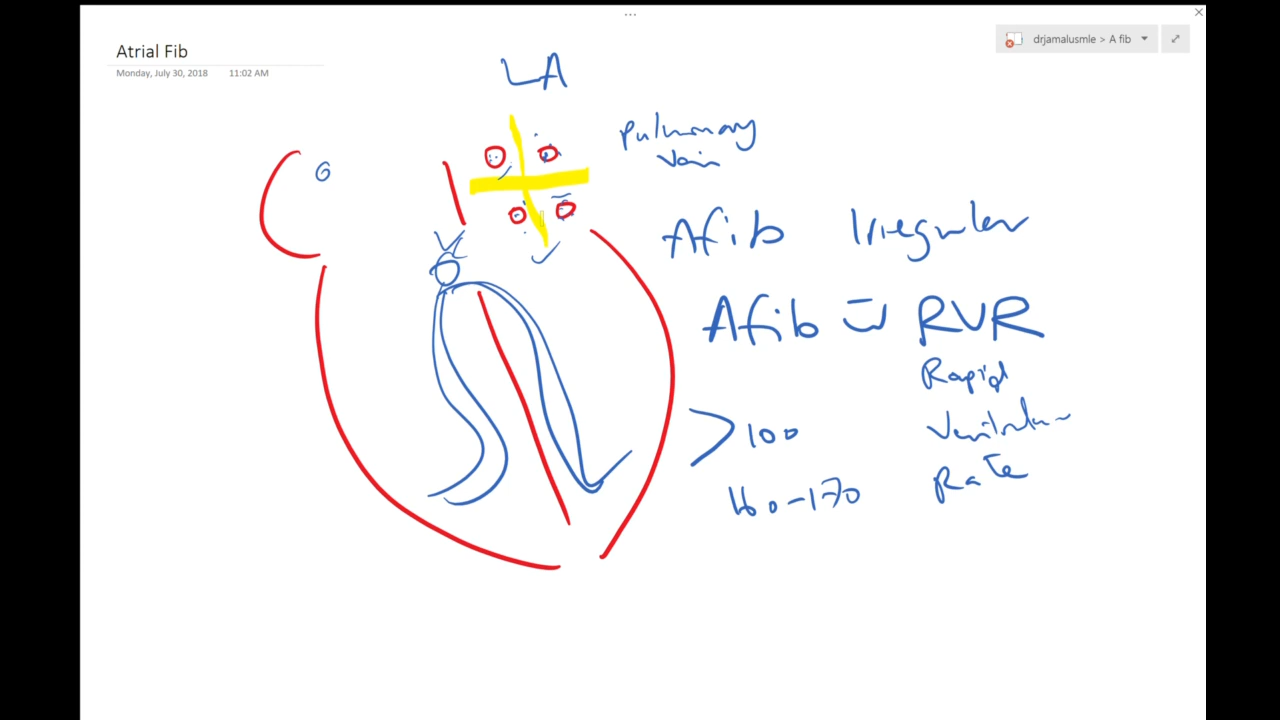 Atrial Fib
Monday, July 30, 2018 11:02 AM
drjamalusmle > A fib
LA
Pulmonary
Vein
Afib Irregular
Afib c̄ RVR
Rapid
Ventricular
Rate
>100
160-170